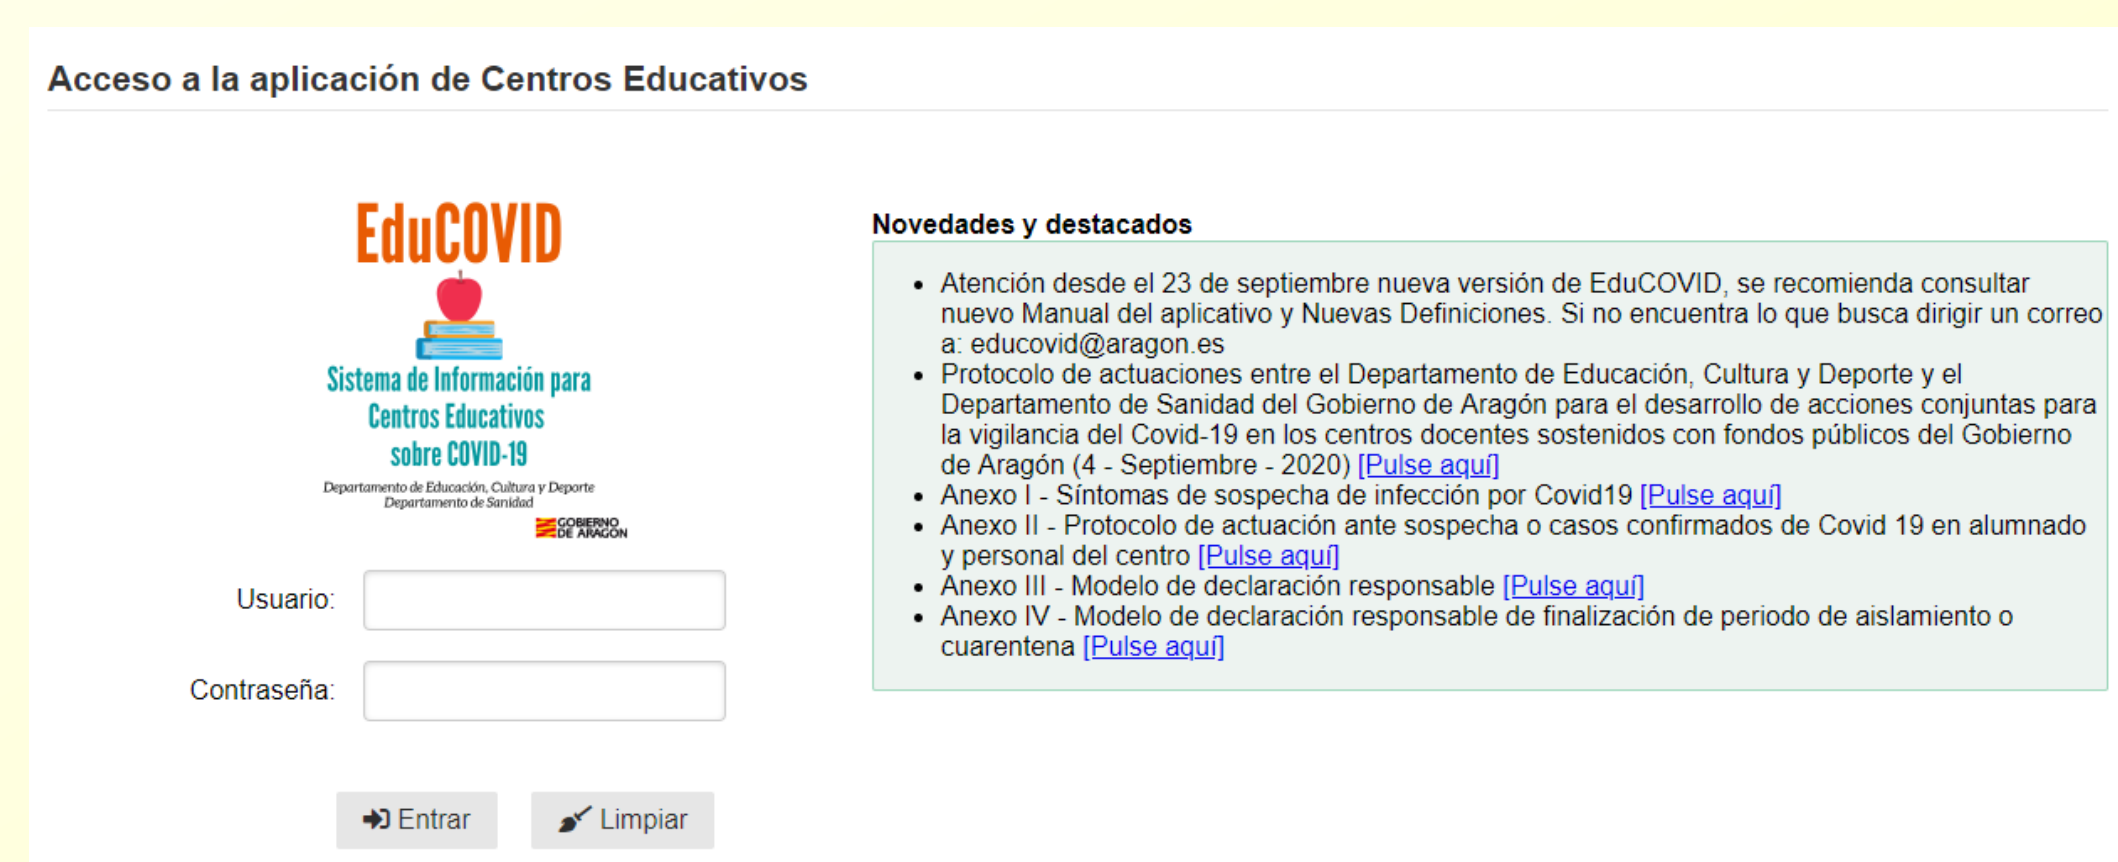 Acceso a la aplicación de Centros Educativos
EduCOVID
Sistema de Información para
Centros Educativos
sobre COVID-19
Departamento de Educación, Cultura y Deporte
Departamento de Sanidad
GOBIERNO
DE ARAGON
Usuario:
Contraseña:
Entrar
Limpiar
Novedades y destacados
• Atención desde el 23 de septiembre nueva versión de EduCOVID, se recomienda consultar
nuevo Manual del aplicativo y Nuevas Definiciones. Si no encuentra lo que busca dirigir un correo
a: educovid@aragon.es
• Protocolo de actuaciones entre el Departamento de Educación, Cultura y Deporte y el
Departamento de Sanidad del Gobierno de Aragón para el desarrollo de acciones conjuntas para
la vigilancia del Covid-19 en los centros docentes sostenidos con fondos públicos del Gobierno
de Aragón (4 - Septiembre - 2020) [Pulse aquí]
• Anexo I - Síntomas de sospecha de infección por Covid19 [Pulse aquí]
• Anexo II - Protocolo de actuación ante sospecha o casos confirmados de Covid 19 en alumnado
y personal del centro [Pulse aquí]
• Anexo III - Modelo de declaración responsable [Pulse aquí]
• Anexo IV - Modelo de declaración responsable de finalización de periodo de aislamiento o
cuarentena [Pulse aquí]